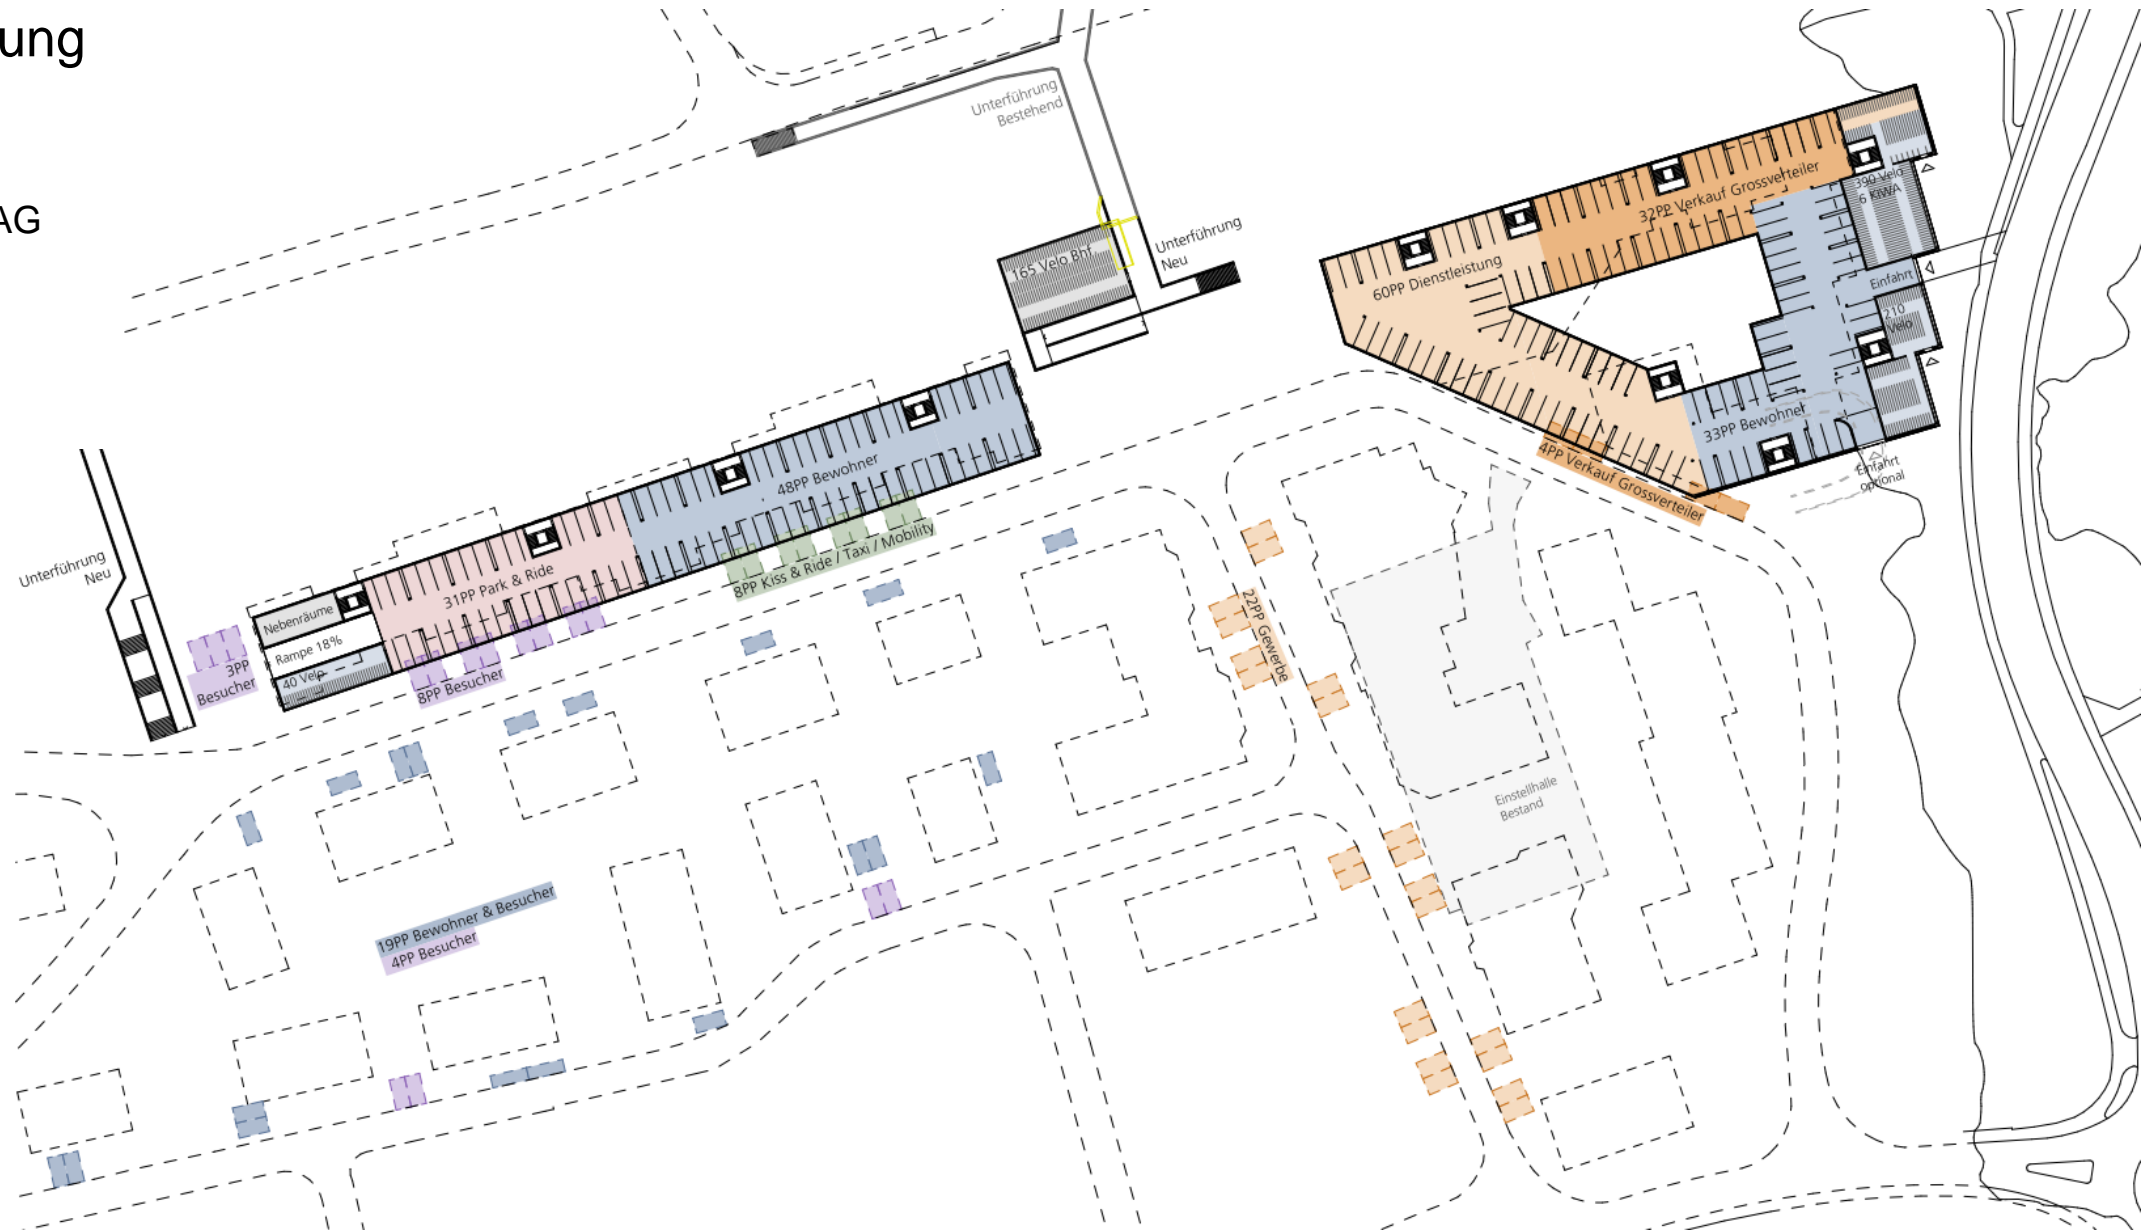 ung
AG
Unterführung
Bestehend
165 Velo Bhf.
Unterführung
Neu
32PP Verkauf Grossverteiler
60PP Dienstleistung
390 Velo
6 KiWA
Einfahrt
210
Velo
33PP Bewohner
Einfahrt
optional
4PP Verkauf Grossverteiler
48PP Bewohner
8PP Kiss & Ride / Taxi / Mobility
31PP Park & Ride
Unterführung
Neu
Nebenräume
Rampe 18%
40 Velo
3PP
Besucher
8PP Besucher
22PP Gewerbe
Einstellhalle
Bestand
19PP Bewohner & Besucher
4PP Besucher